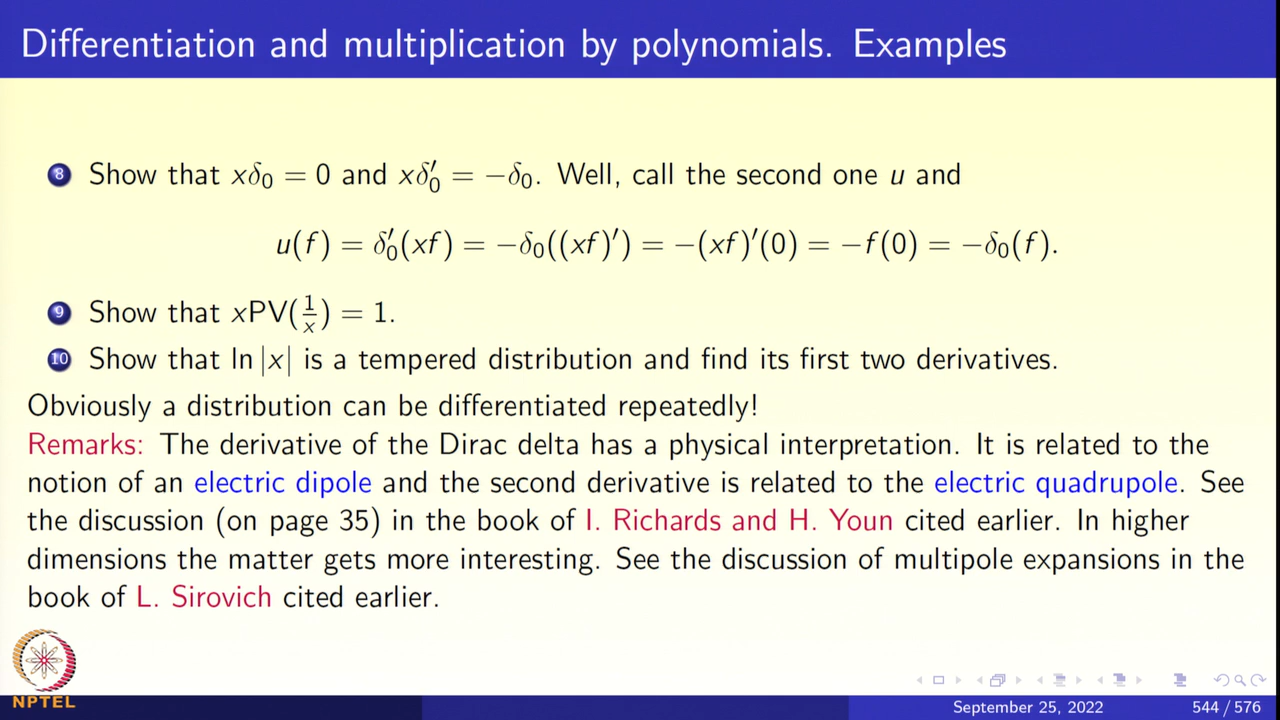 Differentiation and multiplication by polynomials. Examples
8 Show that xδ₀ = 0 and xδ₀′ = −δ₀. Well, call the second one u and
u(f) = δ₀′(xf) = −δ₀((xf)′) = −(xf)′(0) = −f(0) = −δ₀(f).
9 Show that xPV(1/x) = 1.
10 Show that ln |x| is a tempered distribution and find its first two derivatives.
Obviously a distribution can be differentiated repeatedly!
Remarks: The derivative of the Dirac delta has a physical interpretation. It is related to the
notion of an electric dipole and the second derivative is related to the electric quadrupole. See
the discussion (on page 35) in the book of I. Richards and H. Youn cited earlier. In higher
dimensions the matter gets more interesting. See the discussion of multipole expansions in the
book of L. Sirovich cited earlier.
NPTEL
September 25, 2022 544 / 576